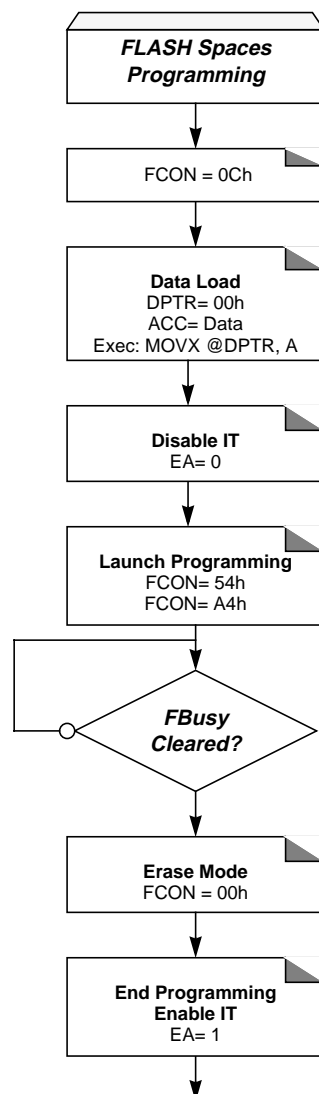 FLASH Spaces
Programming
FCON = 0Ch
Data Load
DPTR= 00h
ACC= Data
Exec: MOVX @DPTR, A
Disable IT
EA= 0
Launch Programming
FCON= 54h
FCON= A4h
FBusy
Cleared?
Erase Mode
FCON = 00h
End Programming
Enable IT
EA= 1